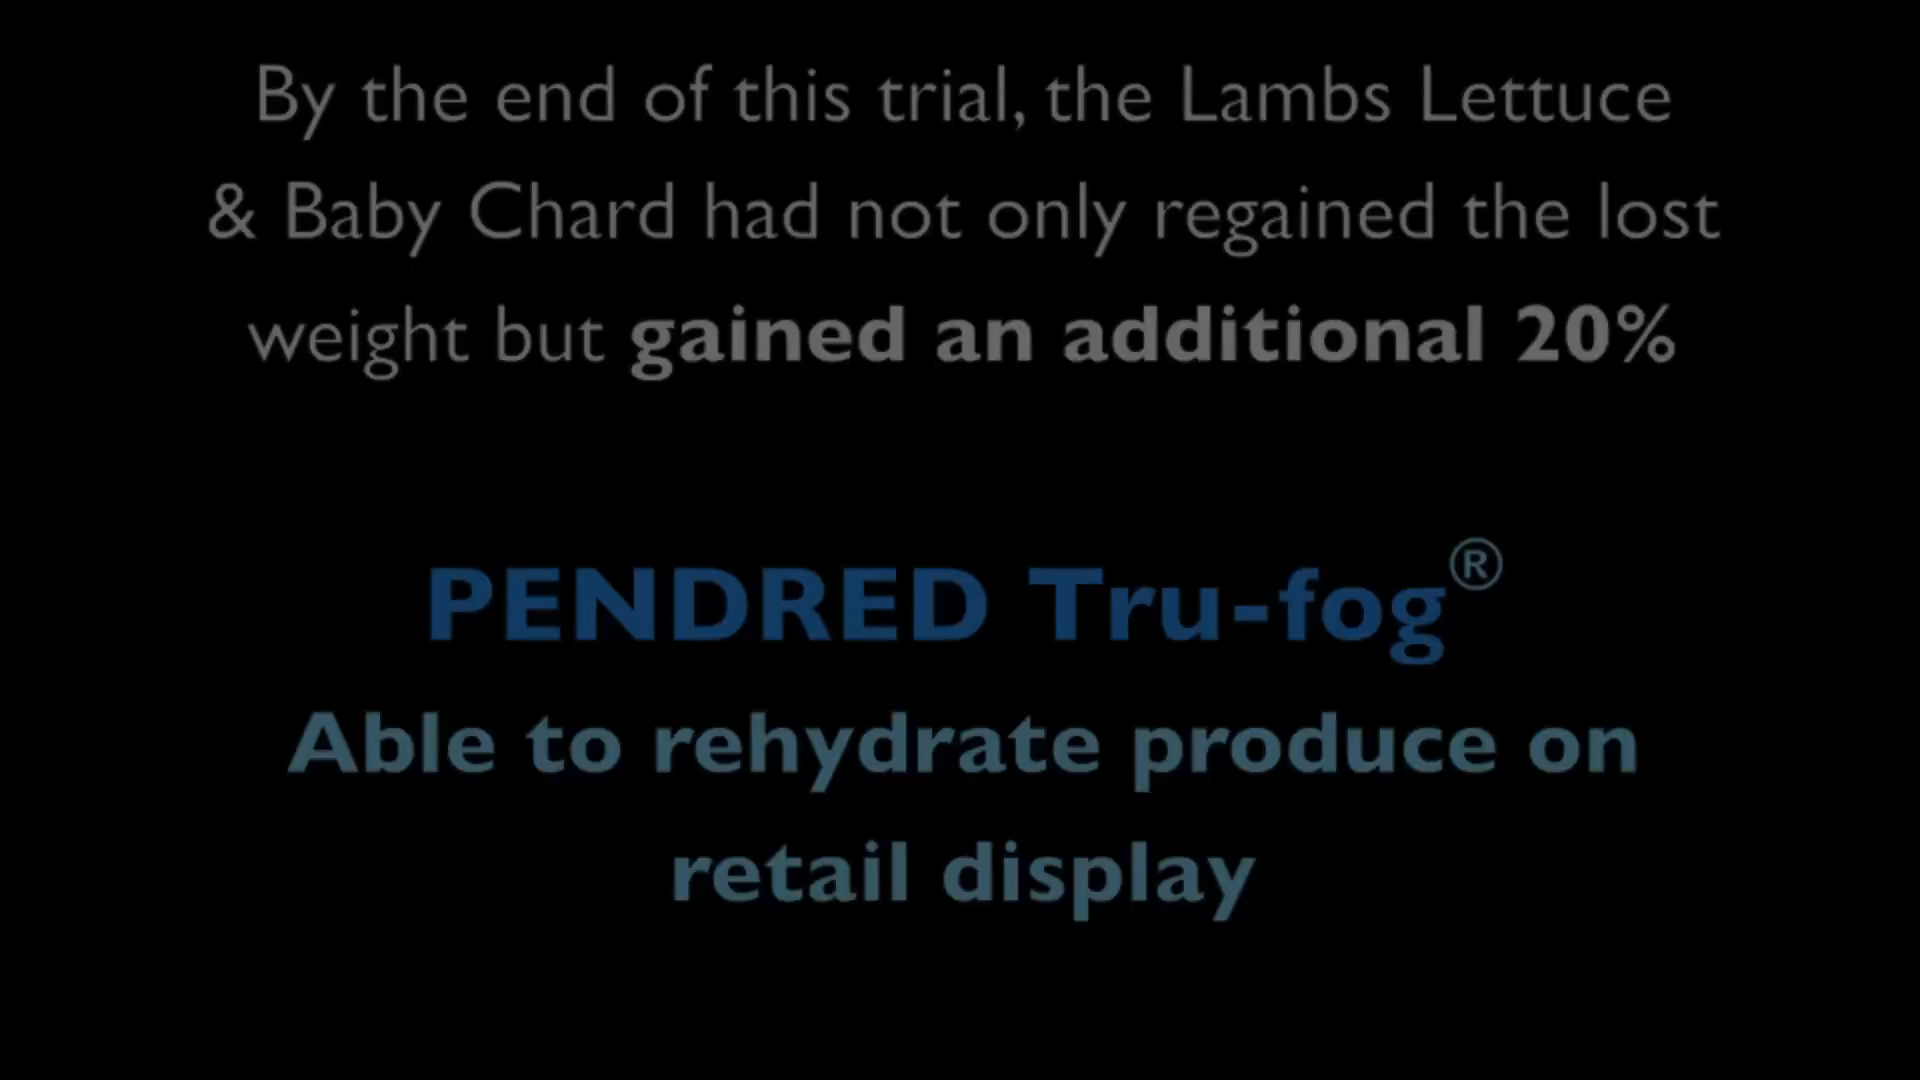 By the end of this trial, the Lambs Lettuce
& Baby Chard had not only regained the lost
weight but gained an additional 20%
PENDRED Tru-fog®
Able to rehydrate produce on
retail display